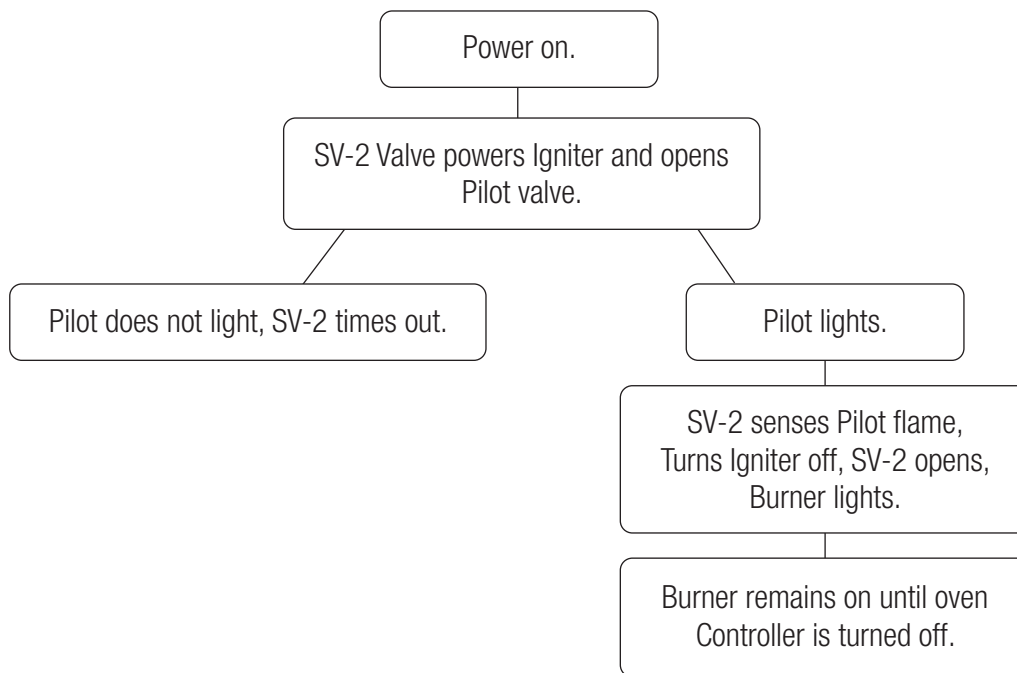 Power on.
SV-2 Valve powers Igniter and opens
Pilot valve.
Pilot does not light, SV-2 times out.
Pilot lights.
SV-2 senses Pilot flame,
Turns Igniter off, SV-2 opens,
Burner lights.
Burner remains on until oven
Controller is turned off.